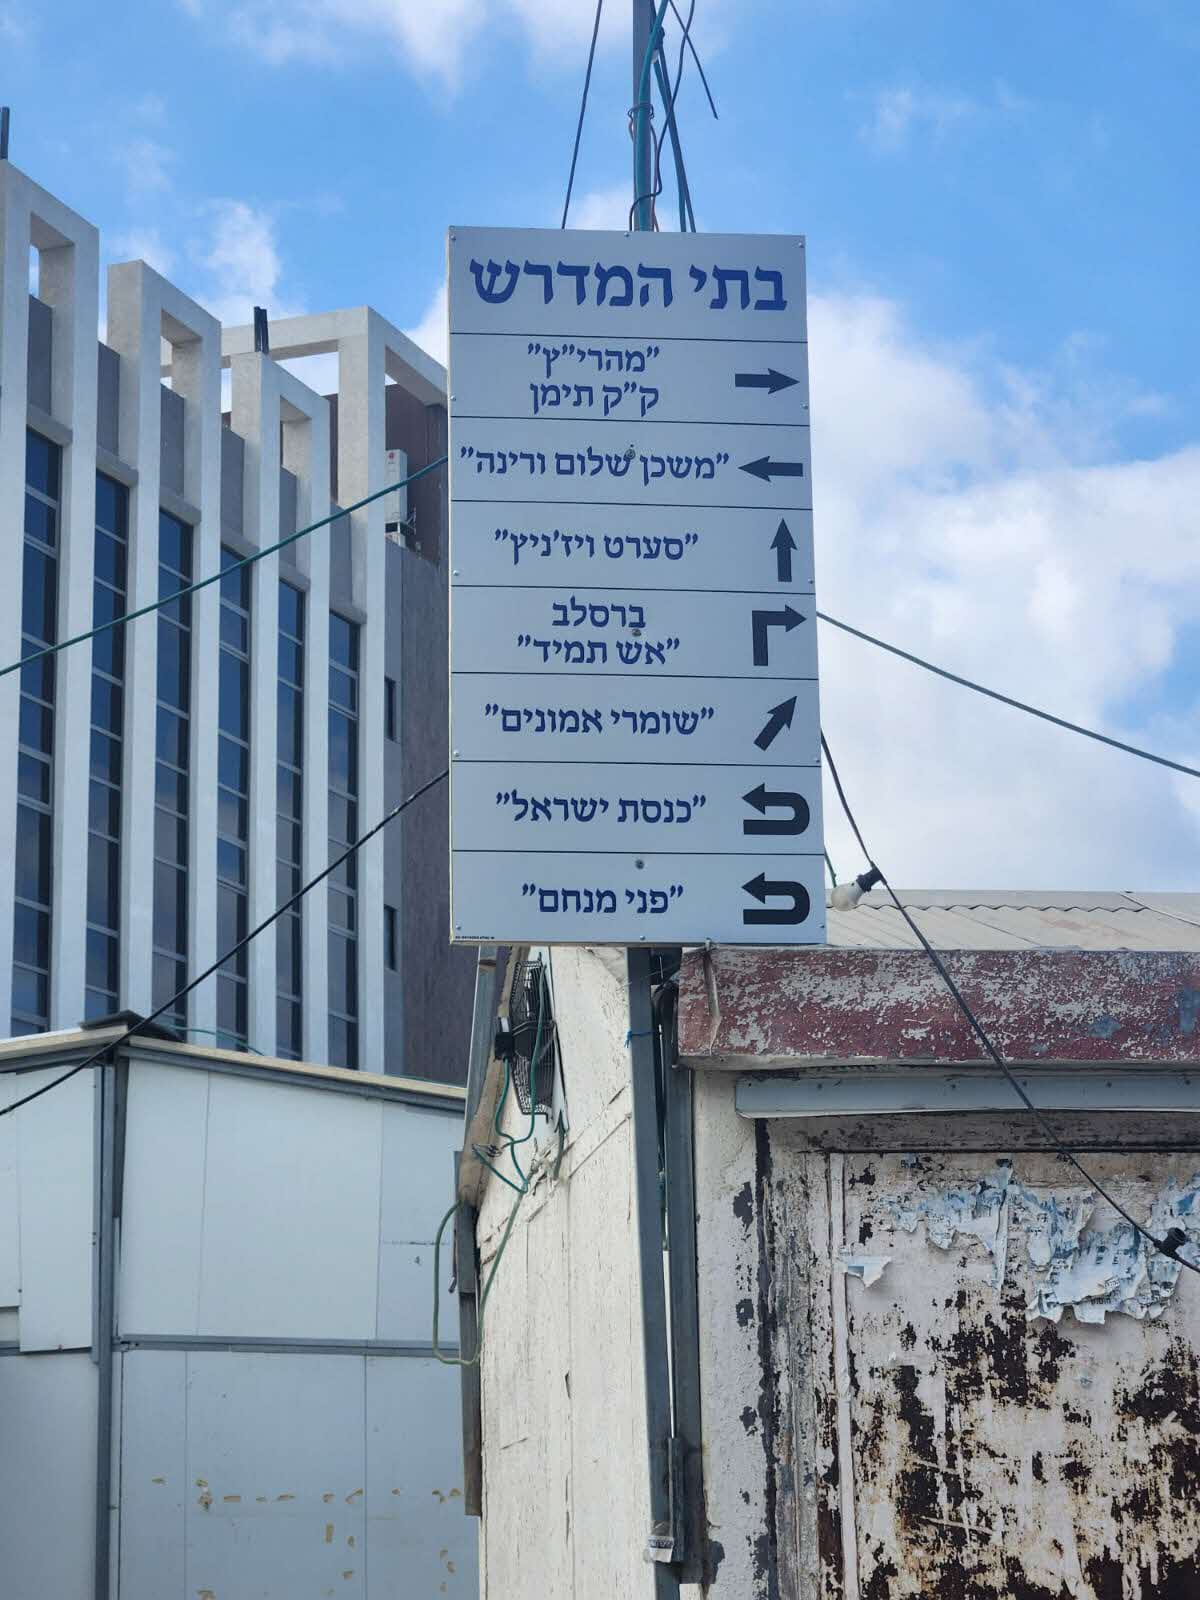 בתי המדרש
"מהרי"ץ"
ק"ק תימן
"משכן שלום ורינה"
"סערט ויז'ניץ"
ברסלב
"אש תמיד"
"שומרי אמונים"
"כנסת ישראל"
"פני מנחם"